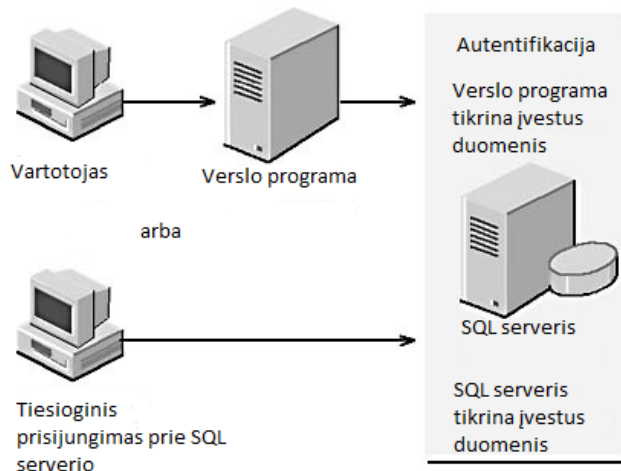 Autentifikacija
Verslo programa
tikrina įvestus
duomenis
Vartotojas
Verslo programa
arba
SQL serveris
Tiesioginis
prisijungimas prie SQL
serverio
SQL serveris
tikrina įvestus
duomenis